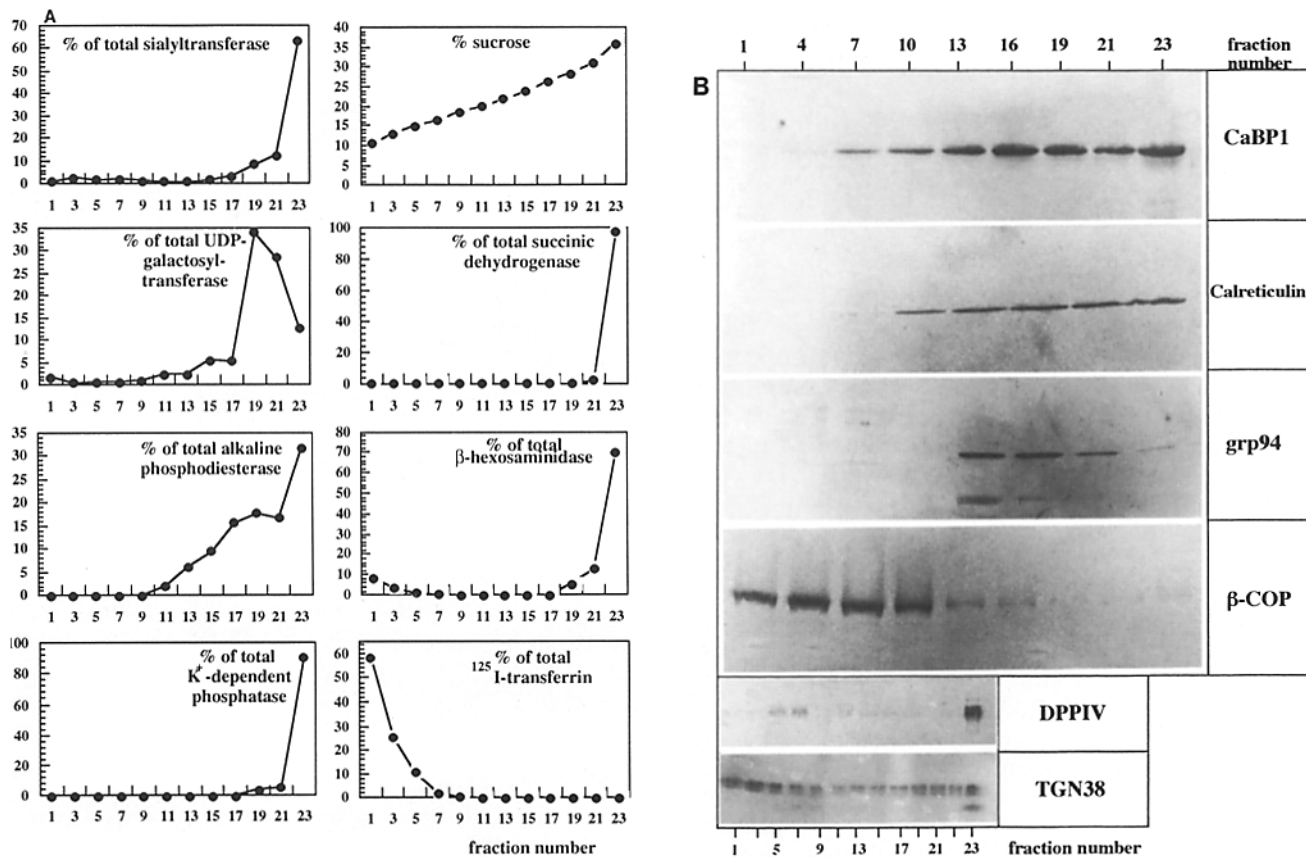 A
% of total sialyltransferase
70
60
50
40
30
20
10
0
1 3 5 7 9 11 13 15 17 19 21 23
% sucrose
40
35
30
25
20
15
10
5
0
1 3 5 7 9 11 13 15 17 19 21 23
% of total UDP-
galactosyl-
transferase
35
30
25
20
15
10
5
0
1 3 5 7 9 11 13 15 17 19 21 23
% of total succinic
dehydrogenase
100
80
60
40
20
0
1 3 5 7 9 11 13 15 17 19 21 23
% of total alkaline
phosphodiesterase
35
30
25
20
15
10
5
0
1 3 5 7 9 11 13 15 17 19 21 23
% of total
β-hexosaminidase
80
70
60
50
40
30
20
10
0
1 3 5 7 9 11 13 15 17 19 21 23
% of total
K+-dependent
phosphatase
100
80
60
40
20
0
1 3 5 7 9 11 13 15 17 19 21 23
% of total
125 I-transferrin
60
50
40
30
20
10
0
1 3 5 7 9 11 13 15 17 19 21 23
fraction number
B
1 4 7 10 13 16 19 21 23
fraction
number
CaBP1
Calreticulin
grp94
β-COP
DPPIV
TGN38
1 5 9 13 17 21 23
fraction number